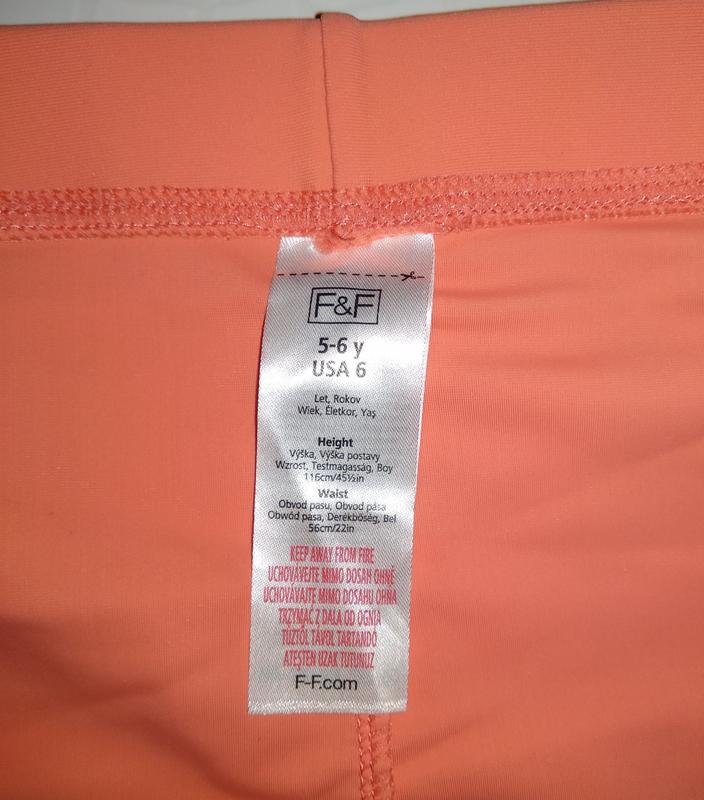 F&F
5-6 y
USA 6
Let, Rokov
Wiek, Életkor, Yaş
Height
Výška, Výška postavy
Wzrost, Testmagasság, Boy
116cm/45½in
Waist
Obvod pasu, Obvod pása
Obwód pasa, Derékbőség, Bel
56cm/22in
KEEP AWAY FROM FIRE
UCHOVÁVEJTE MIMO DOSAH OHNĚ
UCHOVÁVAJTE MIMO DOSAHU OHŇA
TRZYMAĆ Z DALA OD OGNIA
TŰZTŐL TÁVOL TARTANDÓ
ATEŞTEN UZAK TUTUNUZ
F-F.com